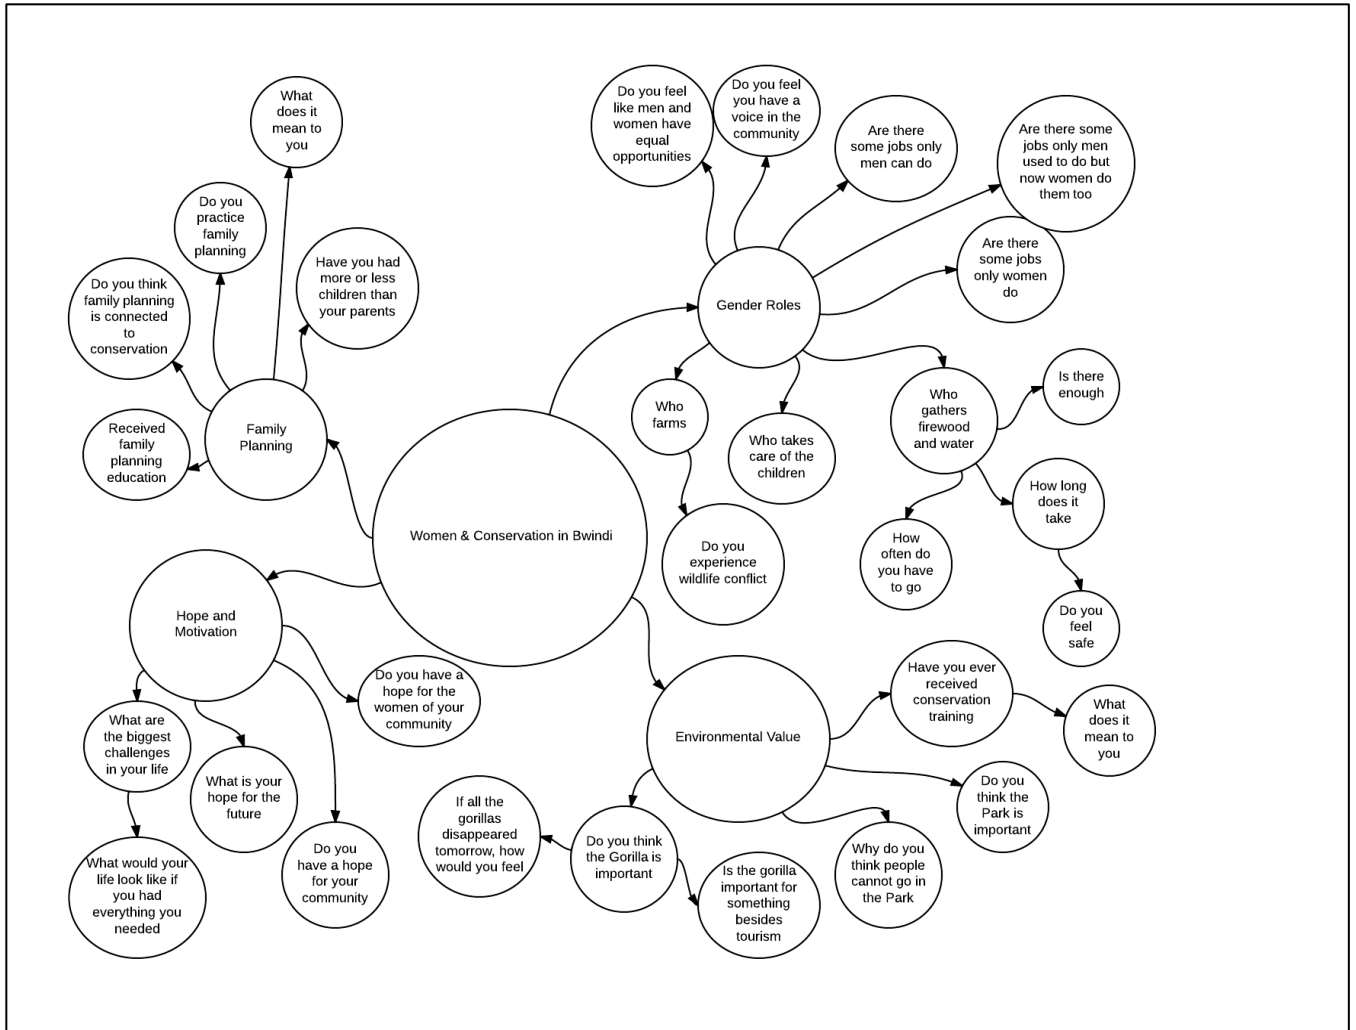 What
does it
mean to
you
Do you
practice
family
planning
Have you had
more or less
children than
your parents
Do you think
family planning
is connected
to
conservation
Received
family
planning
education
Family
Planning
Do you feel
like men and
women have
equal
opportunities
Do you feel
you have a
voice in the
community
Are there
some jobs only
men can do
Are there some
jobs only men
used to do but
now women do
them too
Are there
some jobs
only women
do
Gender Roles
Who
farms
Who takes
care of the
children
Who
gathers
firewood
and water
Is there
enough
How long
does it
take
How
often do
you have
to go
Do you
feel
safe
Do you
experience
wildlife conflict
Women & Conservation in Bwindi
Hope and
Motivation
Do you have a
hope for the
women of your
community
What are
the biggest
challenges
in your life
What is your
hope for the
future
Do you
have a hope
for your
community
What would your
life look like if
you had
everything you
needed
Environmental Value
Have you ever
received
conservation
training
What
does it
mean to
you
Do you
think the
Park is
important
Why do you
think people
cannot go in
the Park
Do you think
the Gorilla is
important
If all the
gorillas
disappeared
tomorrow, how
would you feel
Is the gorilla
important for
something
besides
tourism